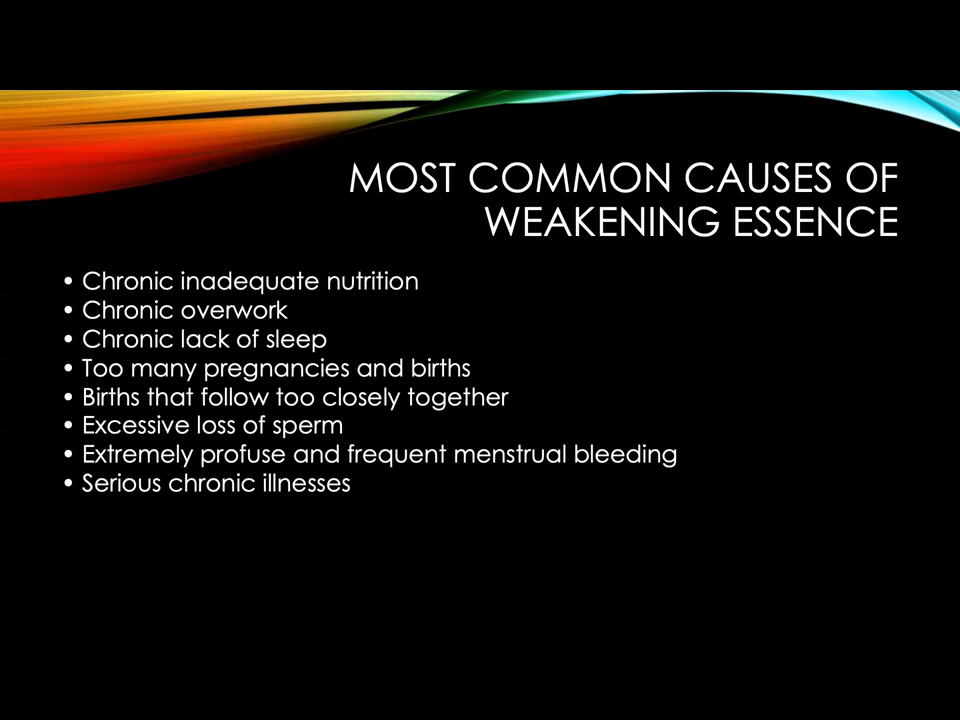 MOST COMMON CAUSES OF
WEAKENING ESSENCE
• Chronic inadequate nutrition
• Chronic overwork
• Chronic lack of sleep
• Too many pregnancies and births
• Births that follow too closely together
• Excessive loss of sperm
• Extremely profuse and frequent menstrual bleeding
• Serious chronic illnesses